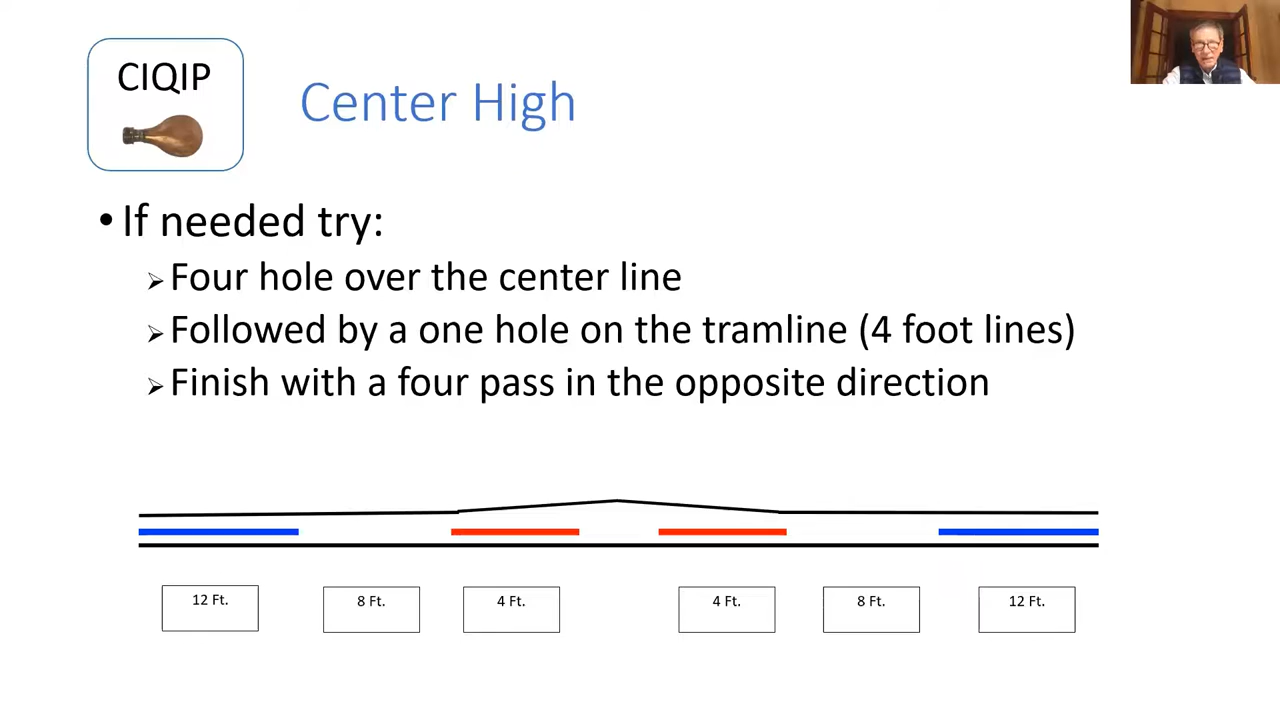 CIQIP
Center High
• If needed try:
➢ Four hole over the center line
➢ Followed by a one hole on the tramline (4 foot lines)
➢ Finish with a four pass in the opposite direction
12 Ft. 8 Ft. 4 Ft. 4 Ft. 8 Ft. 12 Ft.